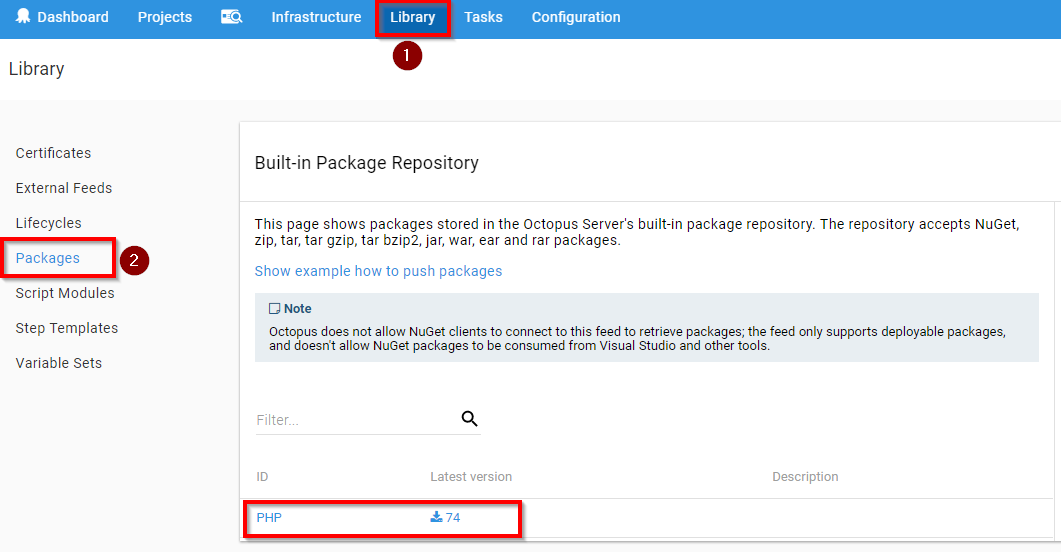 Dashboard Projects Infrastructure Library Tasks Configuration
1
Library
Certificates
External Feeds
Lifecycles
Packages
2
Script Modules
Step Templates
Variable Sets
Built-in Package Repository
This page shows packages stored in the Octopus Server's built-in package repository. The repository accepts NuGet,
zip, tar, tar gzip, tar bzip2, jar, war, ear and rar packages.
Show example how to push packages
Note
Octopus does not allow NuGet clients to connect to this feed to retrieve packages; the feed only supports deployable packages,
and doesn't allow NuGet packages to be consumed from Visual Studio and other tools.
Filter...
ID Latest version Description
PHP 74